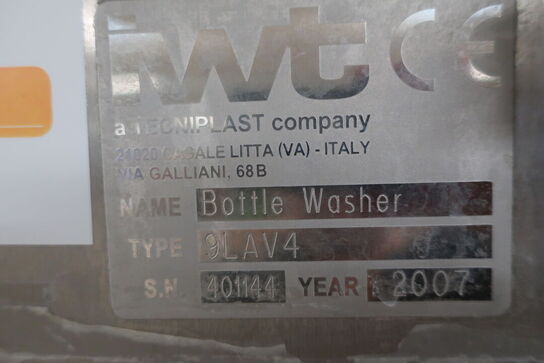 iwt CE
a TECNIPLAST company
21020 CASALE LITTA (VA) - ITALY
VIA GALLIANI, 68B
NAME Bottle Washer
TYPE 9LAV4
S.N. 401144 YEAR 2007